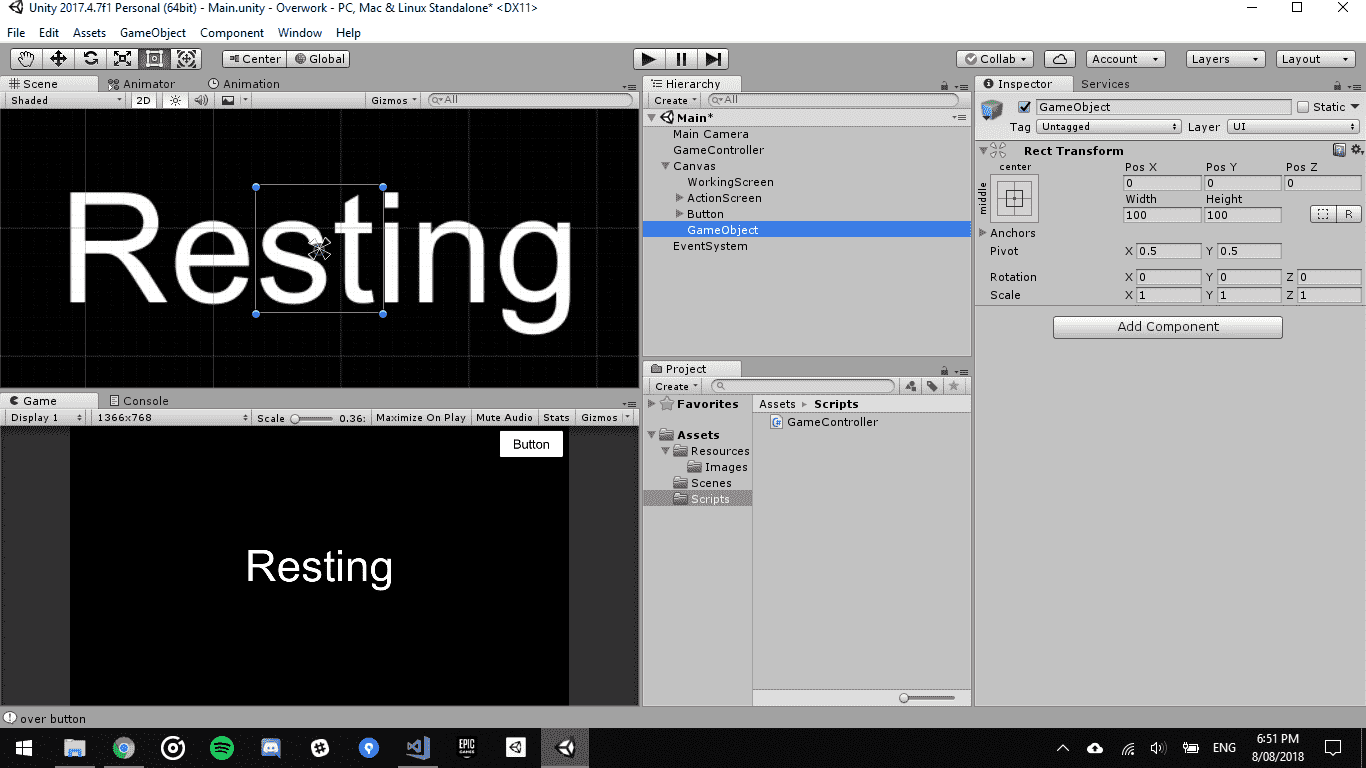 Unity 2017.4.7f1 Personal (64bit) - Main.unity - Overwork - PC, Mac & Linux Standalone* <DX11>
File Edit Assets GameObject Component Window Help
Center Global Collab Account Layers Layout
Scene Animator Animation
Shaded 2D Gizmos All
Resting
Hierarchy
Create All
Main*
Main Camera
GameController
Canvas
WorkingScreen
ActionScreen
Button
GameObject
EventSystem
Inspector Services
GameObject Static
Tag Untagged Layer UI
Rect Transform
center
middle
Pos X Pos Y Pos Z
0 0 0
Width Height
100 100 R
Anchors
Pivot X 0.5 Y 0.5
Rotation X 0 Y 0 Z 0
Scale X 1 Y 1 Z 1
Add Component
Game Console
Display 1 1366x768 Scale 0.36: Maximize On Play Mute Audio Stats Gizmos
Button
Resting
Project
Create
Favorites
Assets
Resources
Images
Scenes
Scripts
Assets Scripts
C# GameController
over button
EPIC GAMES
ENG
6:51 PM
8/08/2018